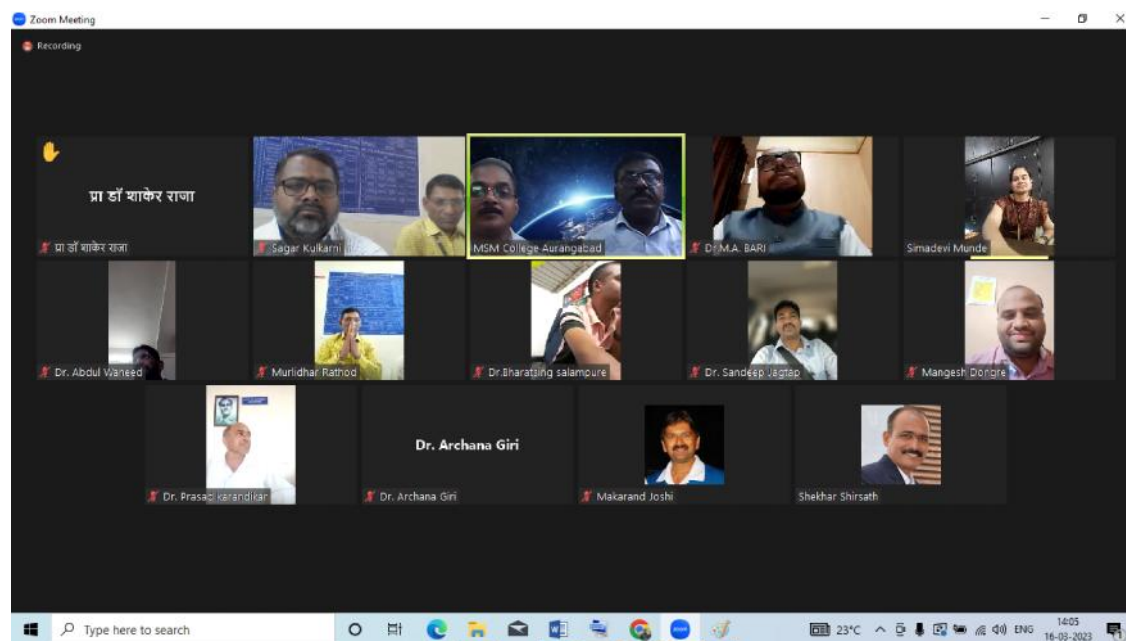 Zoom Meeting
Recording
प्रा डॉ शाकेर राजा
प्रा डॉ शाकेर राजा
Sagar Kulkarni
MSM College Aurangabad
Dr M.A. BARI
Simadevi Munde
Dr. Abdul Waheed
Murlidhar Rathod
Dr.Bharatsing salampure
Dr. Sandeep Jagtap
Mangesh Dongre
Dr. Archana Giri
Dr. Prasad karandikar
Dr. Archana Giri
Makarand Joshi
Shekhar Shirsath
Type here to search
23°C
ENG
14:05
16-03-2023